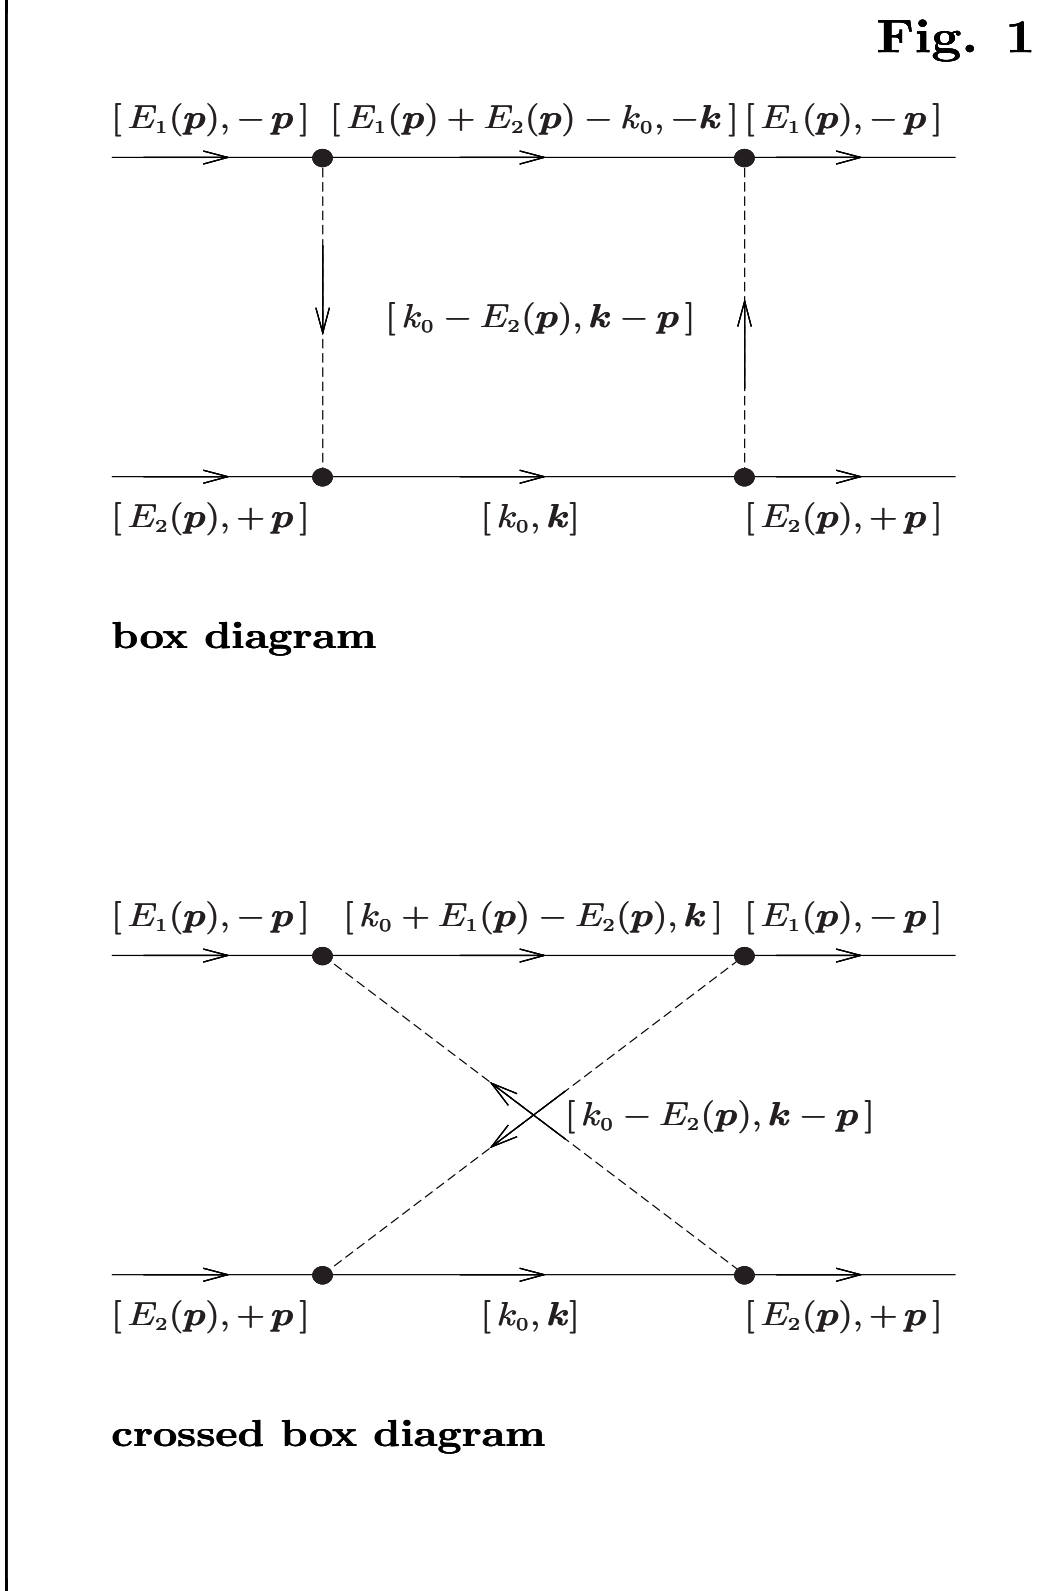 Fig. 1
[ E₁(p), − p ] [ E₁(p) + E₂(p) − k₀, −k ] [ E₁(p), − p ]
[ k₀ − E₂(p), k − p ]
[ E₂(p), + p ] [ k₀, k] [ E₂(p), + p ]
box diagram
[ E₁(p), − p ] [ k₀ + E₁(p) − E₂(p), k ] [ E₁(p), − p ]
[ k₀ − E₂(p), k − p ]
[ E₂(p), + p ] [ k₀, k] [ E₂(p), + p ]
crossed box diagram